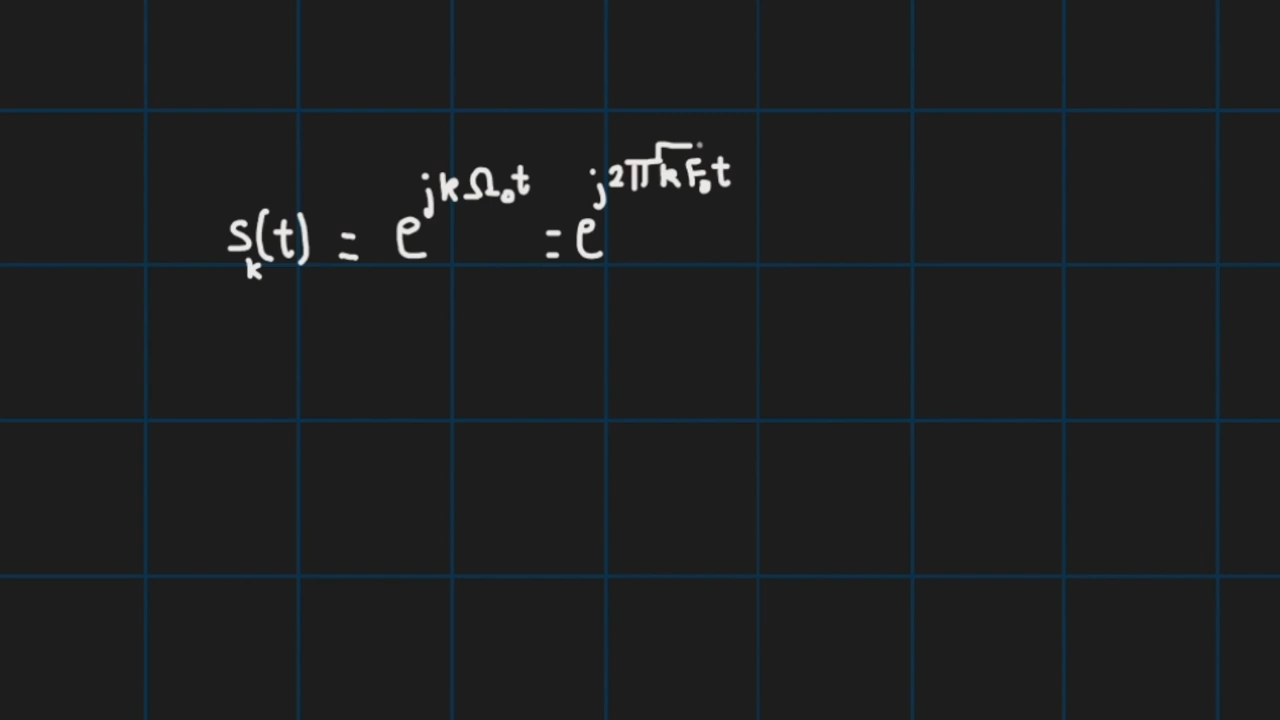 s_k(t) = e^{jkΩ₀t} = e^{j2πkF₀t}